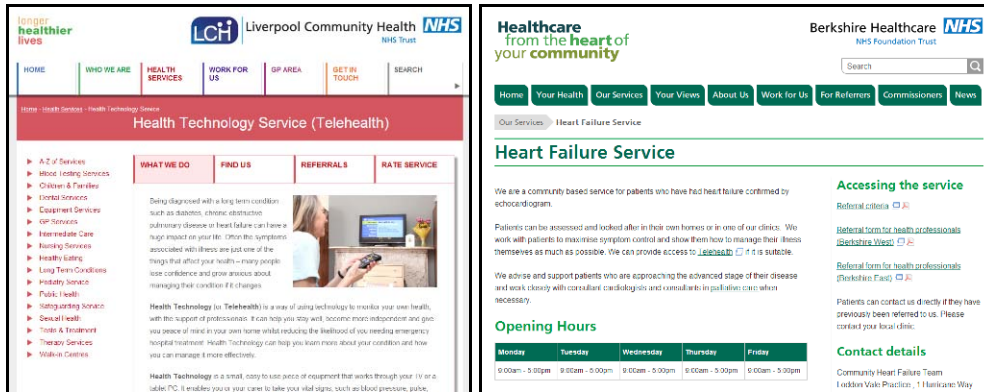 longer
healthier
lives
LCH Liverpool Community Health NHS
NHS Trust
HOME
WHO WE ARE
HEALTH
SERVICES
WORK FOR
US
GP AREA
GET IN
TOUCH
SEARCH
Home - Health Services - Health Technology Service
Health Technology Service (Telehealth)
A-Z of Services
Blood Testing Services
Children & Families
Dental Services
Equipment Services
GP Services
Intermediate Care
Nursing Services
Healthy Eating
Long Term Conditions
Podiatry Service
Public Health
Safeguarding Service
Sexual Health
Tests & Treatment
Therapy Services
Walk-in Centres
WHAT WE DO
FIND US
REFERRALS
RATE SERVICE
Being diagnosed with a long term condition
such as diabetes, chronic obstructive
pulmonary disease or heart failure can have a
huge impact on your life. Often the symptoms
associated with illness are just one of the
things that affect your health – many people
lose confidence and grow anxious about
managing their condition if it changes.
Health Technology (or Telehealth) is a way of using technology to monitor your own health,
with the support of professionals. It can help you stay well, become more independent and give
you peace of mind in your own home whilst reducing the likelihood of you needing emergency
hospital treatment. Health Technology can help you learn more about your condition and how
you can manage it more effectively.
Health Technology is a small, easy to use piece of equipment that works through your TV or a
tablet PC. It enables you or your carer to take your vital signs, such as blood pressure, pulse,
Healthcare
from the heart of
your community
Berkshire Healthcare NHS
NHS Foundation Trust
Search
Home
Your Health
Our Services
Your Views
About Us
Work for Us
For Referrers
Commissioners
News
Our Services
Heart Failure Service
Heart Failure Service
We are a community based service for patients who have had heart failure confirmed by
echocardiogram.
Patients can be assessed and looked after in their own homes or in one of our clinics. We
work with patients to maximise symptom control and show them how to manage their illness
themselves as much as possible. We can provide access to Telehealth if it is suitable.
We advise and support patients who are approaching the advanced stage of their disease
and work closely with consultant cardiologists and consultants in palliative care when
necessary.
Opening Hours
Monday Tuesday Wednesday Thursday Friday
9:00am - 5:00pm 9:00am - 5:00pm 9:00am - 5:00pm 9:00am - 5:00pm 9:00am - 5:00pm
Accessing the service
Referral criteria
Referral form for health professionals
(Berkshire West)
Referral form for health professionals
(Berkshire East)
Patients can contact us directly if they have
previously been referred to us. Please
contact your local clinic.
Contact details
Community Heart Failure Team
Loddon Vale Practice, 1 Hurricane Way